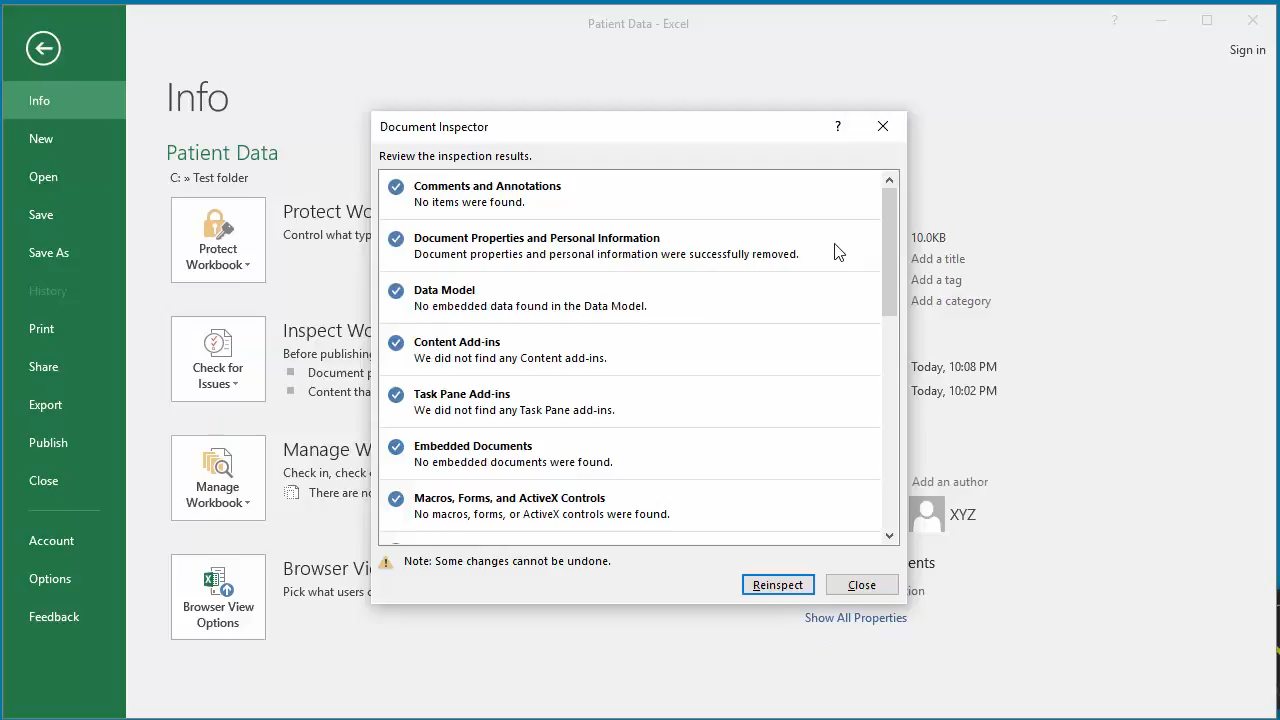 Patient Data - Excel
?
Sign in
Info
New
Open
Save
Save As
History
Print
Share
Export
Publish
Close
Account
Options
Feedback
Info
Patient Data
C: » Test folder
Protect
Workbook
Protect Wo
Control what typ
Check for
Issues
Inspect Wo
Before publishing
Document p
Content tha
Manage
Workbook
Manage W
Check in, check
There are no
Browser View
Options
Browser Vi
Pick what users c
Document Inspector
?
Review the inspection results.
Comments and Annotations
No items were found.
Document Properties and Personal Information
Document properties and personal information were successfully removed.
Data Model
No embedded data found in the Data Model.
Content Add-ins
We did not find any Content add-ins.
Task Pane Add-ins
We did not find any Task Pane add-ins.
Embedded Documents
No embedded documents were found.
Macros, Forms, and ActiveX Controls
No macros, forms, or ActiveX controls were found.
Note: Some changes cannot be undone.
Reinspect
Close
10.0KB
Add a title
Add a tag
Add a category
Today, 10:08 PM
Today, 10:02 PM
Add an author
XYZ
ents
ion
Show All Properties